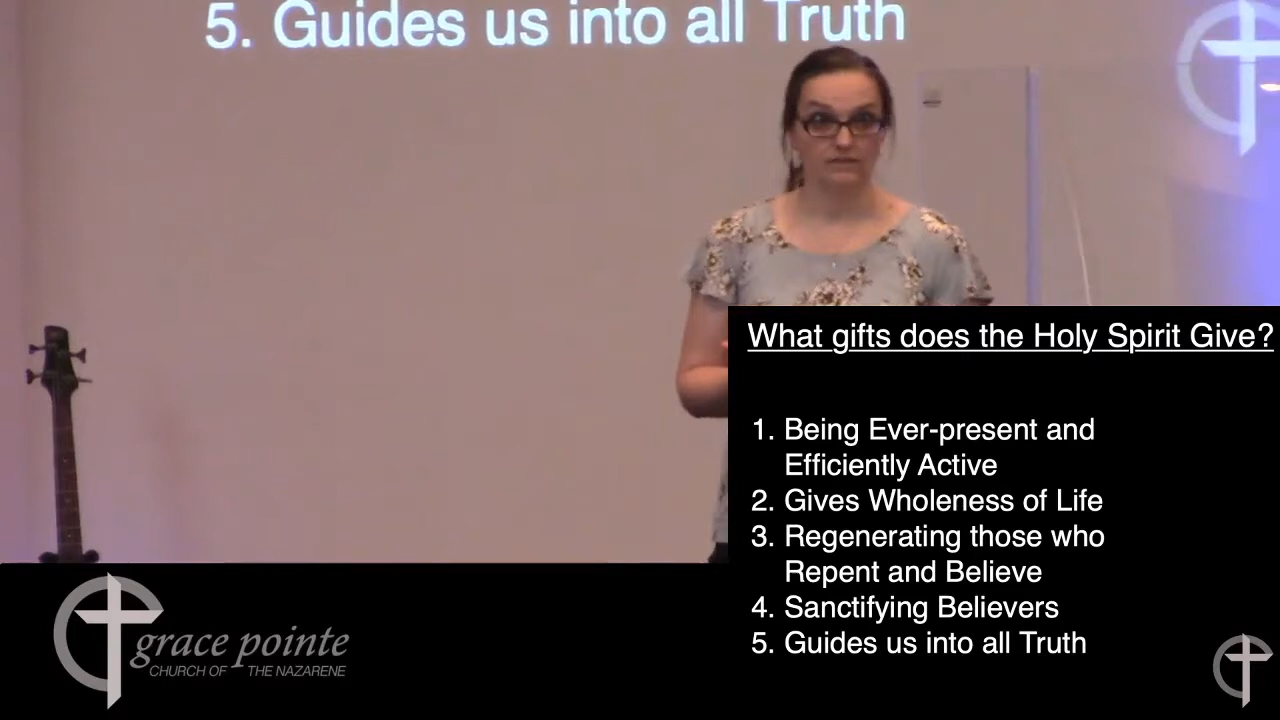 5. Guides us into all Truth
What gifts does the Holy Spirit Give?
1. Being Ever-present and
Efficiently Active
2. Gives Wholeness of Life
3. Regenerating those who
Repent and Believe
4. Sanctifying Believers
5. Guides us into all Truth
grace pointe
CHURCH OF THE NAZARENE